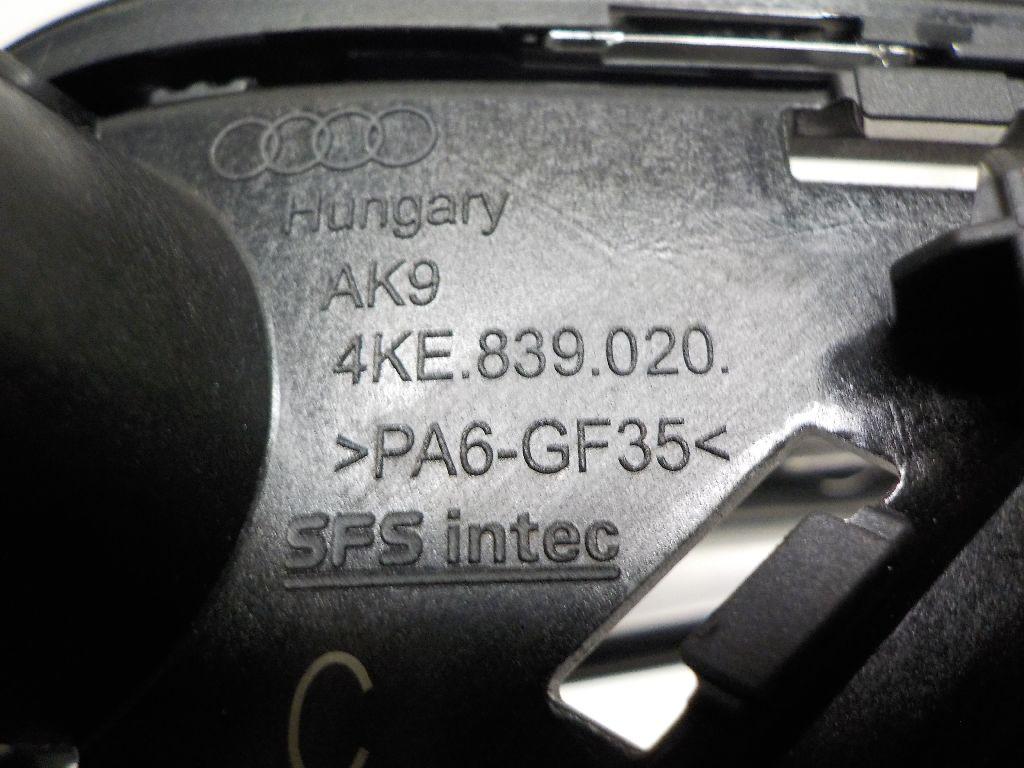 Hungary
AK9
4KE.839.020.
>PA6-GF35<
SFS intec
C